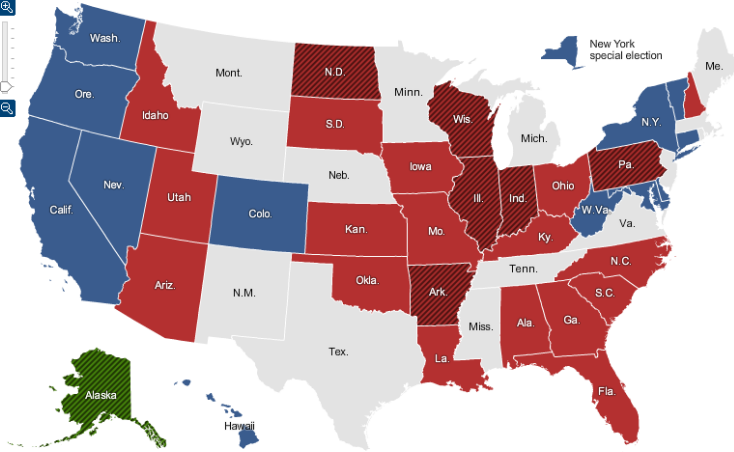 Wash.
Mont.
N.D.
Minn.
New York
special election
Me.
Ore.
Idaho
S.D.
Wis.
Mich.
N.Y.
Wyo.
Iowa
Pa.
Neb.
Nev.
Utah
Colo.
Ill.
Ind.
Ohio
W.Va.
Va.
Calif.
Kan.
Mo.
Ky.
Ariz.
N.M.
Okla.
Ark.
Tenn.
N.C.
S.C.
Tex.
La.
Miss.
Ala.
Ga.
Fla.
Alaska
Hawaii